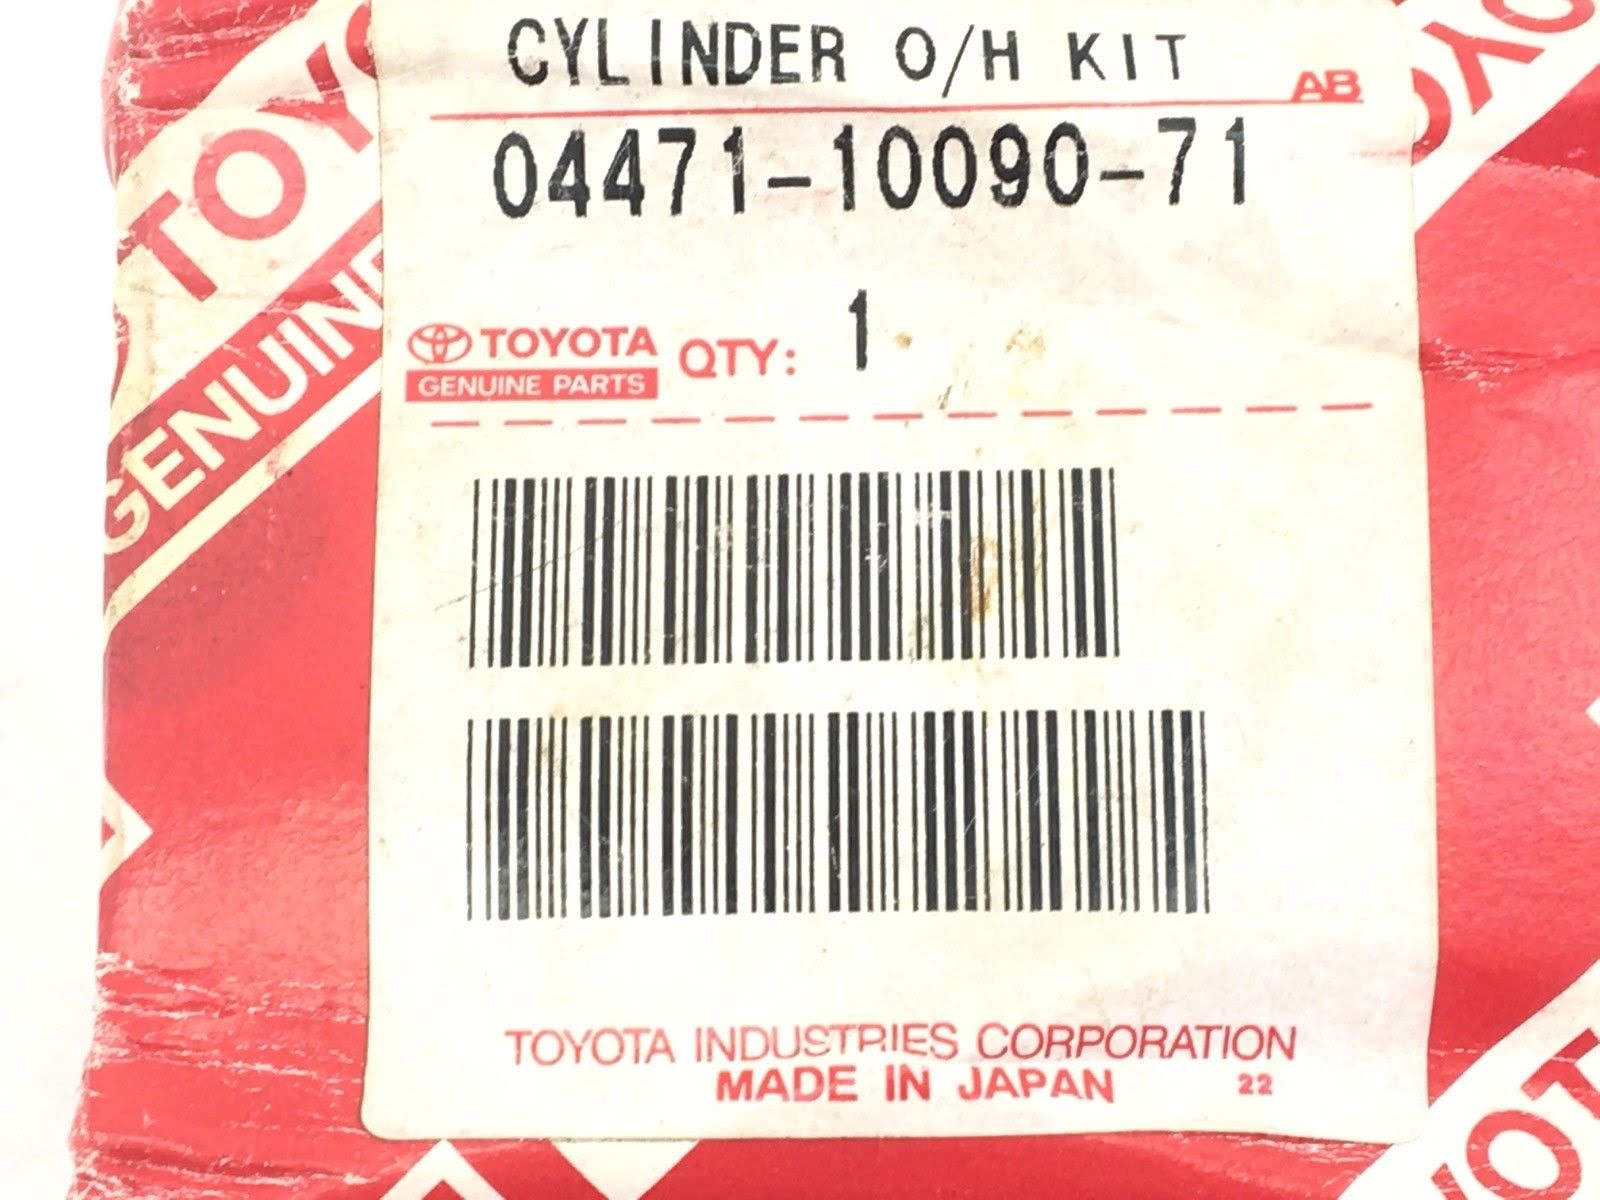 CYLINDER O/H KIT
AB
04471-10090-71
TOYOTA
GENUINE PARTS
QTY: 1
TOYOTA INDUSTRIES CORPORATION
MADE IN JAPAN 22
GENUINE